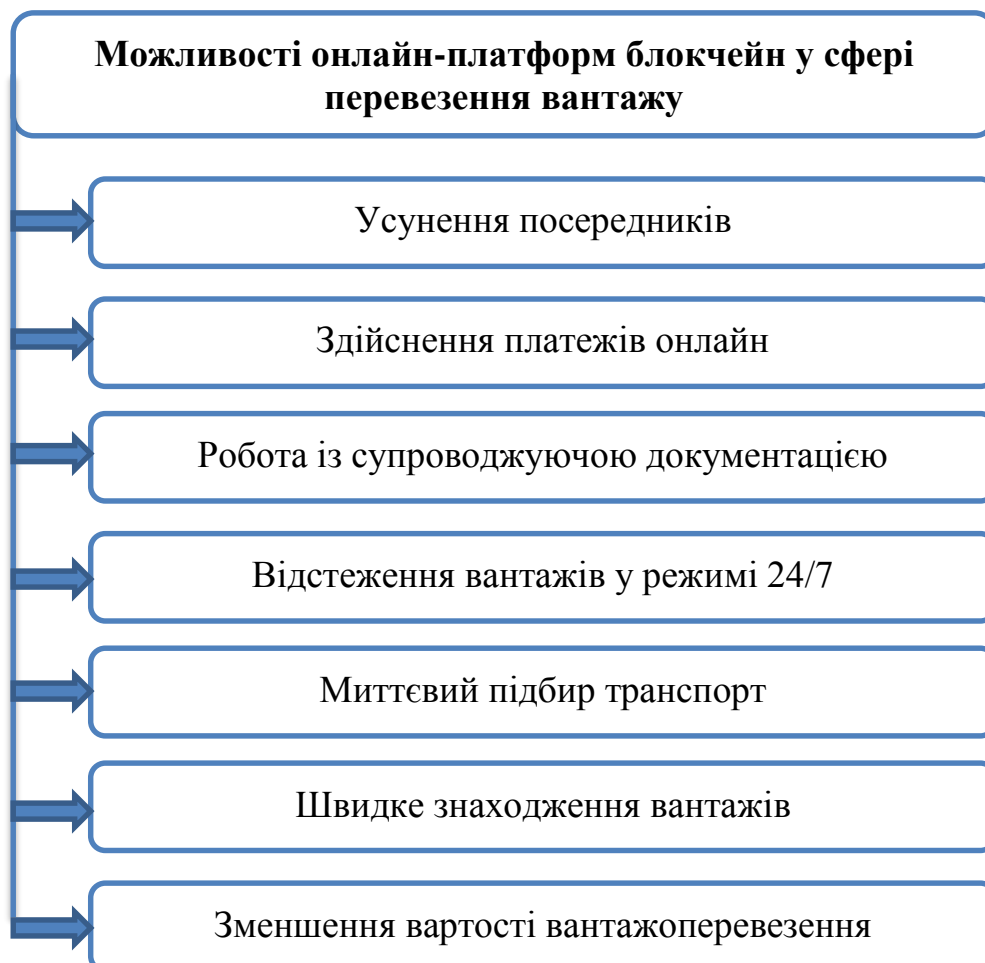 Можливості онлайн-платформ блокчейн у сфері
перевезення вантажу
Усунення посередників
Здійснення платежів онлайн
Робота із супроводжуючою документацією
Відстеження вантажів у режимі 24/7
Миттєвий підбир транспорт
Швидке знаходження вантажів
Зменшення вартості вантажоперевезення